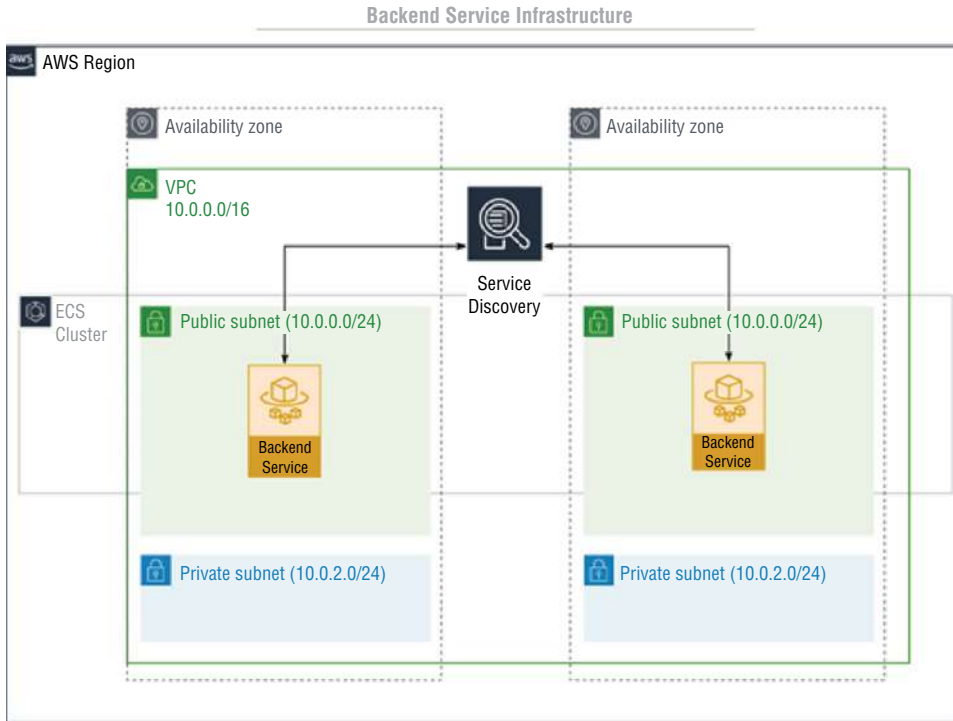 Backend Service Infrastructure
aws
AWS Region
Availability zone
Availability zone
VPC
10.0.0.0/16
Service
Discovery
ECS
Cluster
Public subnet (10.0.0.0/24)
Public subnet (10.0.0.0/24)
Backend
Service
Backend
Service
Private subnet (10.0.2.0/24)
Private subnet (10.0.2.0/24)